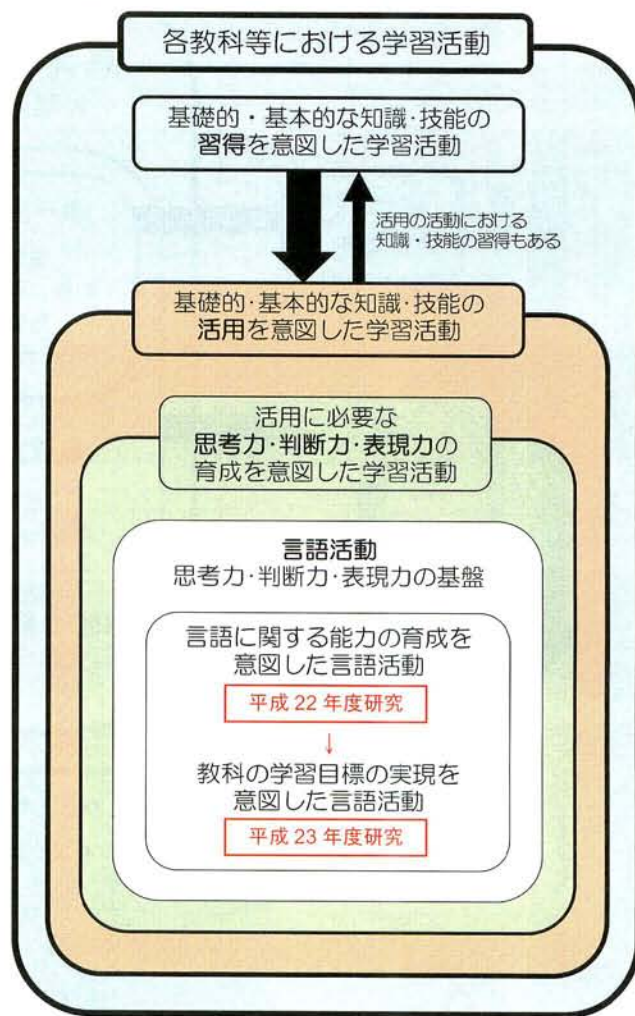 各教科等における学習活動
基礎的・基本的な知識・技能の
習得を意図した学習活動
活用の活動における
知識・技能の習得もある
基礎的・基本的な知識・技能の
活用を意図した学習活動
活用に必要な
思考力・判断力・表現力の
育成を意図した学習活動
言語活動
思考力・判断力・表現力の基盤
言語に関する能力の育成を
意図した言語活動
平成 22 年度研究
↓
教科の学習目標の実現を
意図した言語活動
平成 23 年度研究